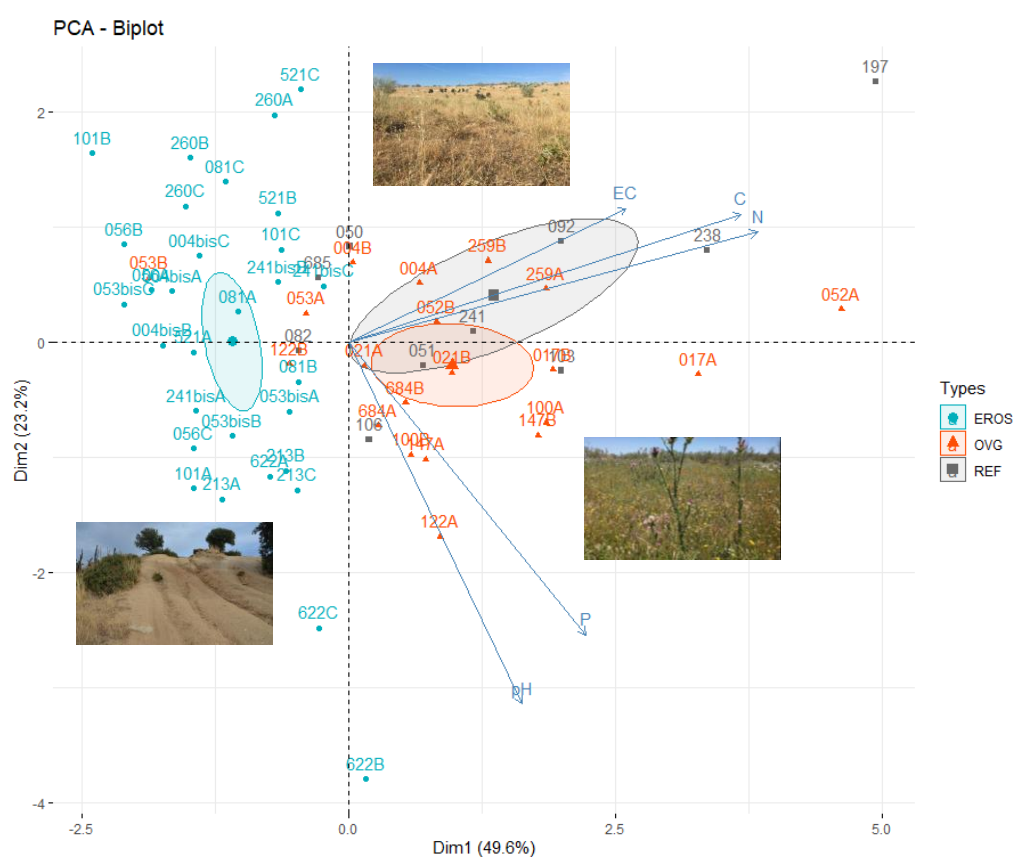 PCA - Biplot
197
521C
260A
101B
260B
081C
260C
EC
C
N
521B
056B
101C
050
092
238
004bisC
004B
259B
053B
685
004A
259A
004bisA
241bisB
241bisC
053bisC
081A
053A
052B
052A
241
004bisB
521A
082
122B
021A
051
021B
017B
103
017A
081B
684B
241bisA
053bisA
684A
100A
053bisB
106
147B
056C
100B
147A
213B
622A
101A
213A
213C
122A
622C
P
pH
622B
2
0
-2
-4
Dim2 (23.2%)
-2.5
0.0
2.5
5.0
Dim1 (49.6%)
Types
EROS
OVG
REF